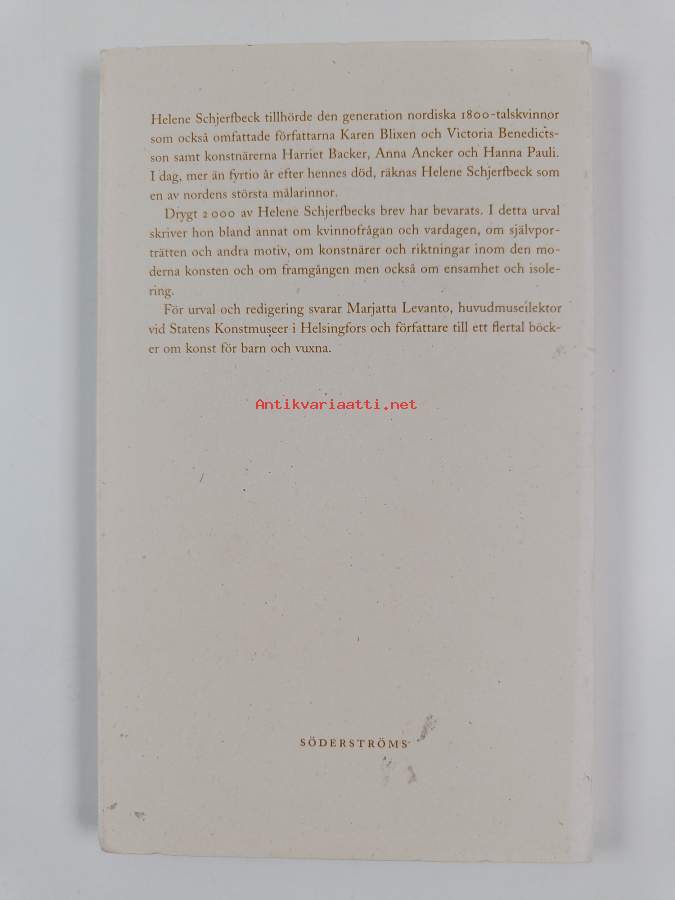 Helene Schjerfbeck tillhörde den generation nordiska 1800-talskvinnor
som också omfattade författarna Karen Blixen och Victoria Benedicts-
son samt konstnärerna Harriet Backer, Anna Ancker och Hanna Pauli.
I dag, mer än fyrtio år efter hennes död, räknas Helene Schjerfbeck som
en av nordens största målarinnor.
Drygt 2 000 av Helene Schjerfbecks brev har bevarats. I detta urval
skriver hon bland annat om kvinnofrågan och vardagen, om självpor-
trätten och andra motiv, om konstnärer och riktningar inom den mo-
derna konsten och om framgången men också om ensamhet och isole-
ring.
För urval och redigering svarar Marjatta Levanto, huvudmuseilektor
vid Statens Konstmuseer i Helsingfors och författare till ett flertal böck-
er om konst för barn och vuxna.
Antikvariaatti.net
SÖDERSTRÖMS